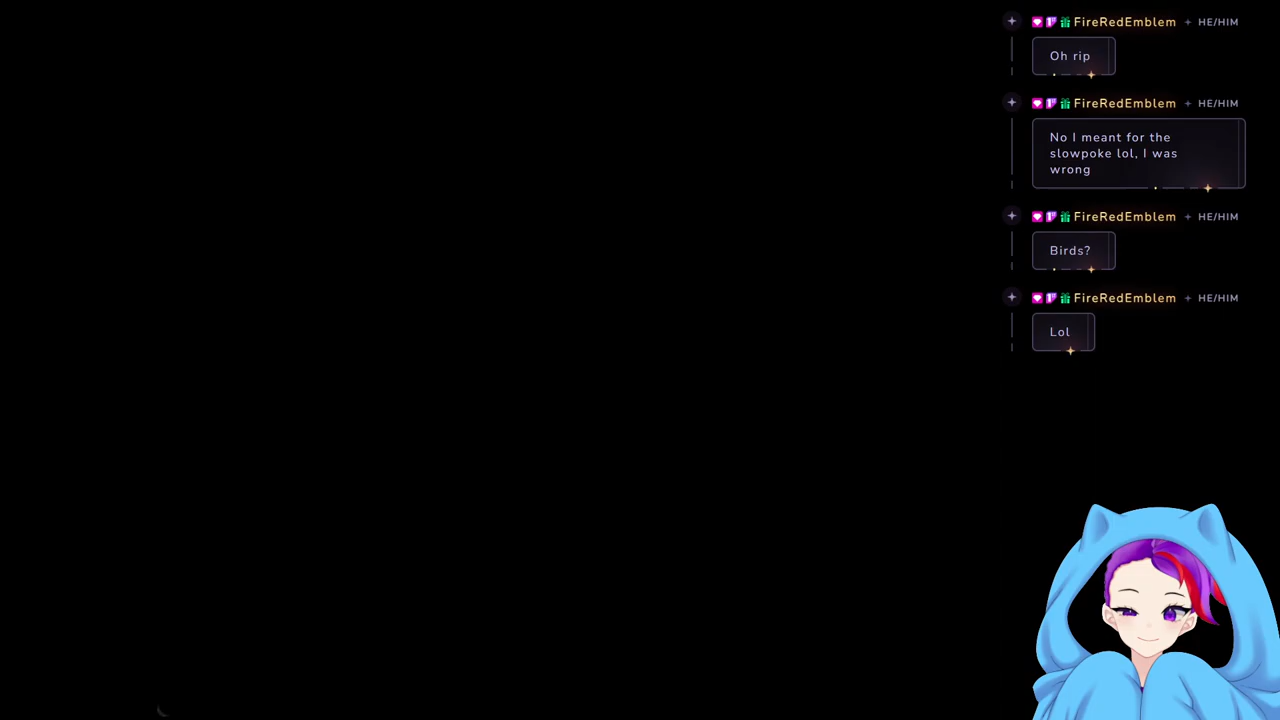 FireRedEmblem HE/HIM
Oh rip
FireRedEmblem HE/HIM
No I meant for the
slowpoke lol, I was
wrong
FireRedEmblem HE/HIM
Birds?
FireRedEmblem HE/HIM
Lol